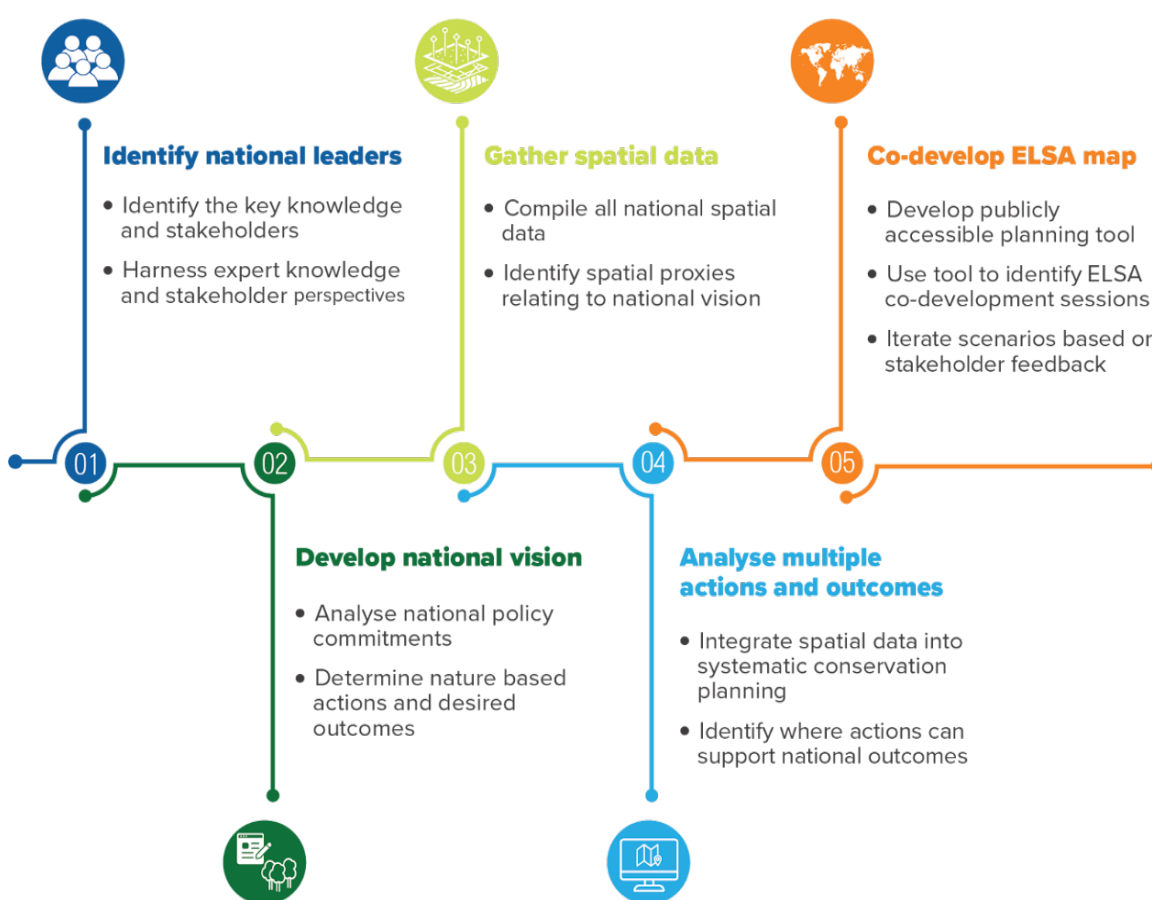 Identify national leaders
• Identify the key knowledge
and stakeholders
• Harness expert knowledge
and stakeholder perspectives
Gather spatial data
• Compile all national spatial
data
• Identify spatial proxies
relating to national vision
Co-develop ELSA map
• Develop publicly
accessible planning tool
• Use tool to identify ELSA
co-development sessions
• Iterate scenarios based on
stakeholder feedback
01
02
03
04
05
Develop national vision
• Analyse national policy
commitments
• Determine nature based
actions and desired
outcomes
Analyse multiple
actions and outcomes
• Integrate spatial data into
systematic conservation
planning
• Identify where actions can
support national outcomes